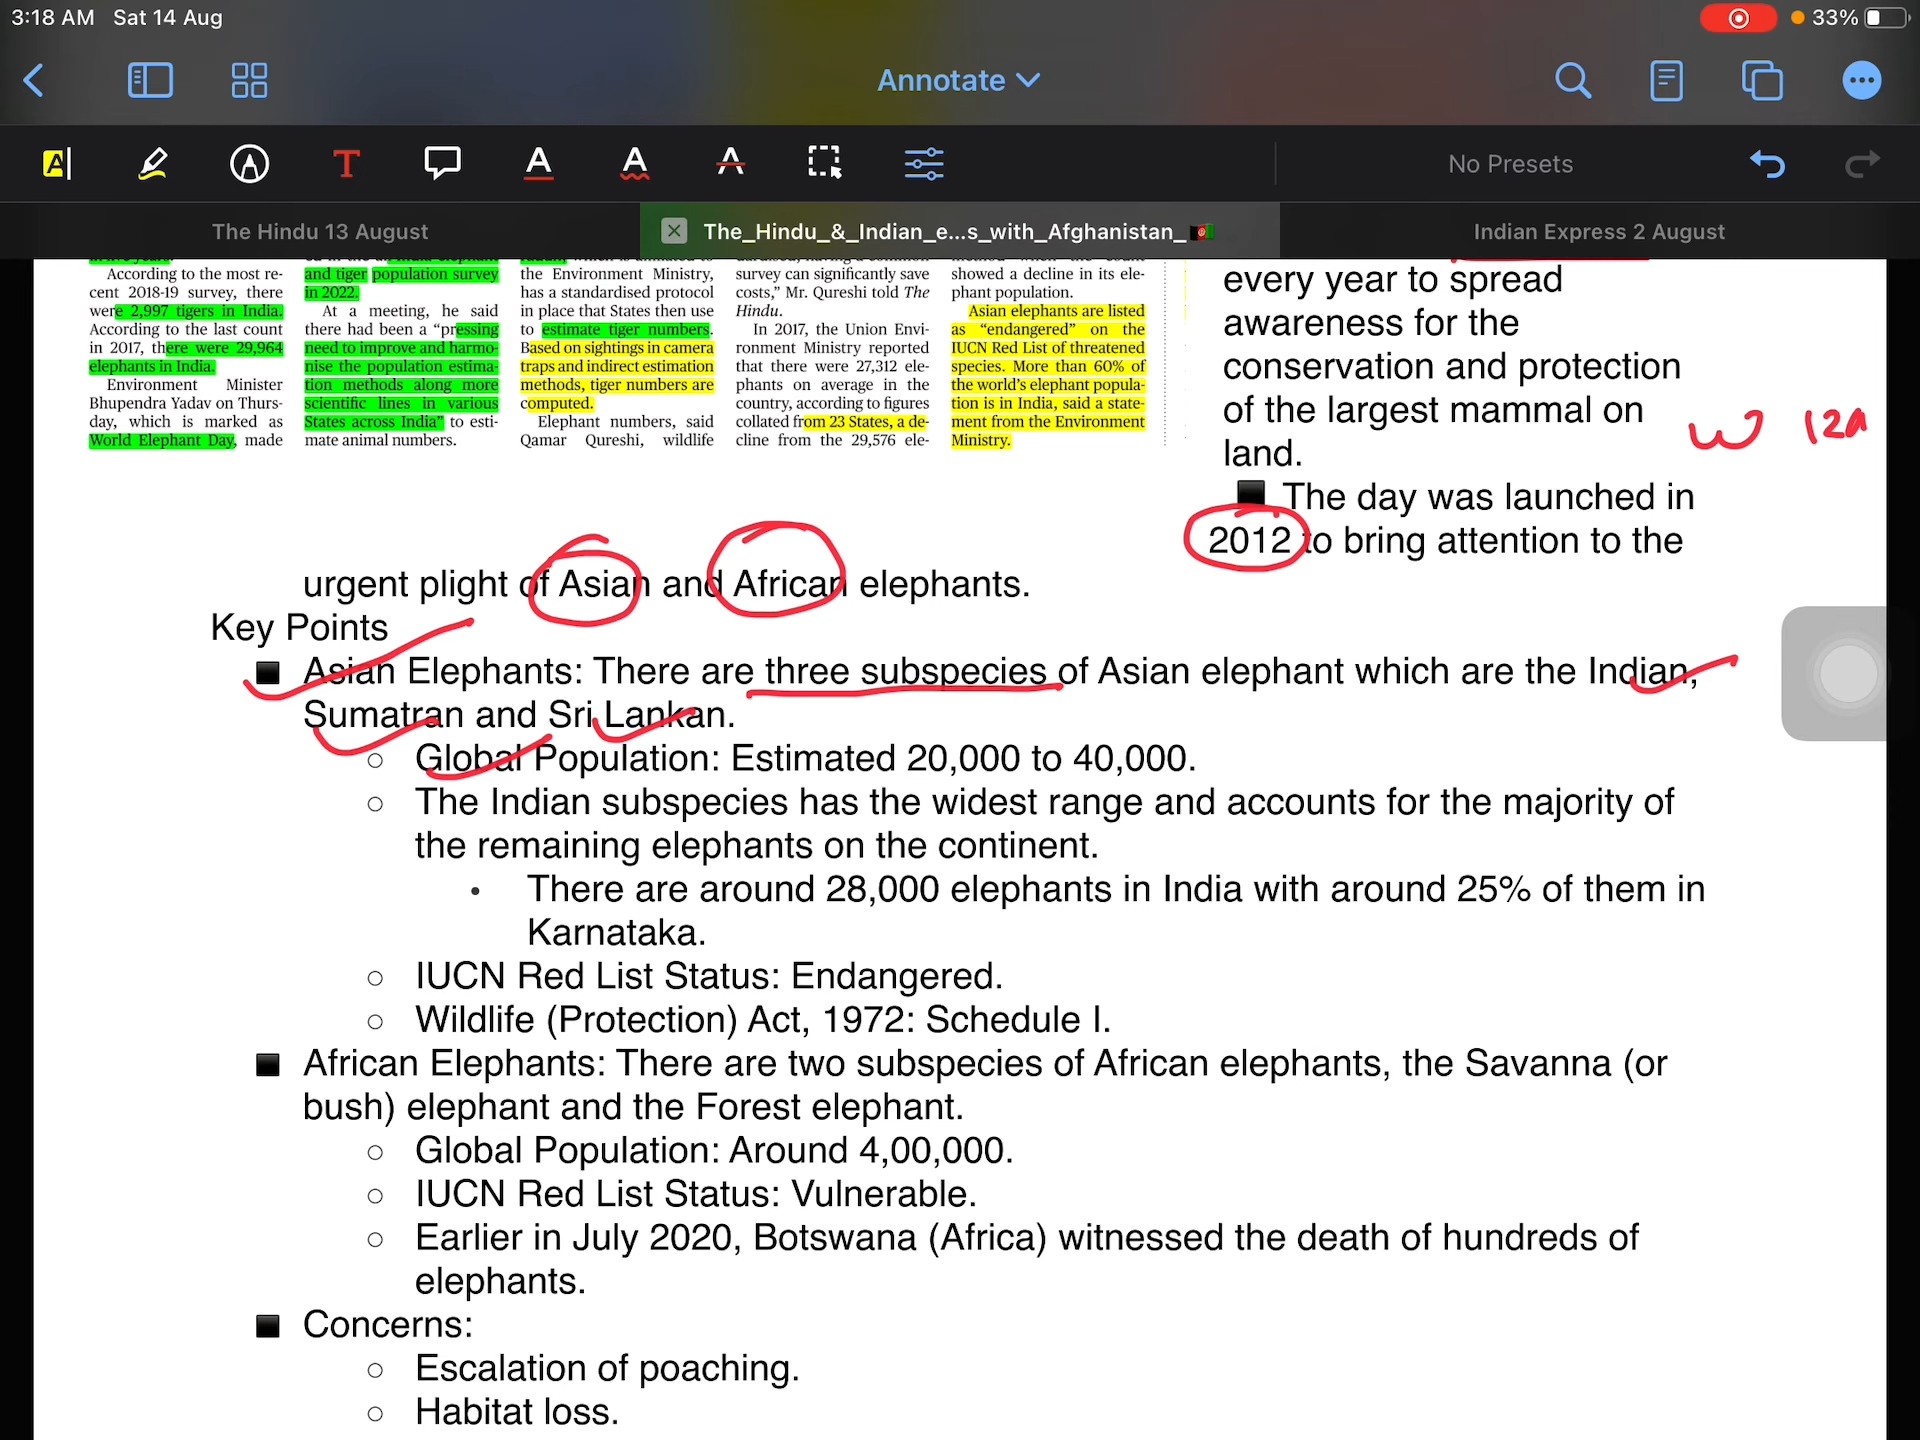 3:18 AM Sat 14 Aug
33%
Annotate
No Presets
The Hindu 13 August
The_Hindu_&_Indian_e...s_with_Afghanistan_
Indian Express 2 August
According to the most re-
cent 2018-19 survey, there
were 2,997 tigers in India.
According to the last count
in 2017, there were 29,964
elephants in India.
Environment Minister
Bhupendra Yadav on Thurs-
day, which is marked as
World Elephant Day, made
and tiger population survey
in 2022.
At a meeting, he said
there had been a “pressing
need to improve and harmo-
nise the population estima-
tion methods along more
scientific lines in various
States across India” to esti-
mate animal numbers.
the Environment Ministry,
has a standardised protocol
in place that States then use
to estimate tiger numbers.
Based on sightings in camera
traps and indirect estimation
methods, tiger numbers are
computed.
Elephant numbers, said
Qamar Qureshi, wildlife
survey can significantly save
costs,” Mr. Qureshi told The
Hindu.
In 2017, the Union Envi-
ronment Ministry reported
that there were 27,312 ele-
phants on average in the
country, according to figures
collated from 23 States, a de-
cline from the 29,576 ele-
showed a decline in its ele-
phant population.
Asian elephants are listed
as “endangered” on the
IUCN Red List of threatened
species. More than 60% of
the world’s elephant popula-
tion is in India, said a state-
ment from the Environment
Ministry.
every year to spread
awareness for the
conservation and protection
of the largest mammal on
land.
The day was launched in
2012 to bring attention to the
urgent plight of Asian and African elephants.
Key Points
Asian Elephants: There are three subspecies of Asian elephant which are the Indian,
Sumatran and Sri Lankan.
Global Population: Estimated 20,000 to 40,000.
The Indian subspecies has the widest range and accounts for the majority of
the remaining elephants on the continent.
There are around 28,000 elephants in India with around 25% of them in
Karnataka.
IUCN Red List Status: Endangered.
Wildlife (Protection) Act, 1972: Schedule I.
African Elephants: There are two subspecies of African elephants, the Savanna (or
bush) elephant and the Forest elephant.
Global Population: Around 4,00,000.
IUCN Red List Status: Vulnerable.
Earlier in July 2020, Botswana (Africa) witnessed the death of hundreds of
elephants.
Concerns:
Escalation of poaching.
Habitat loss.